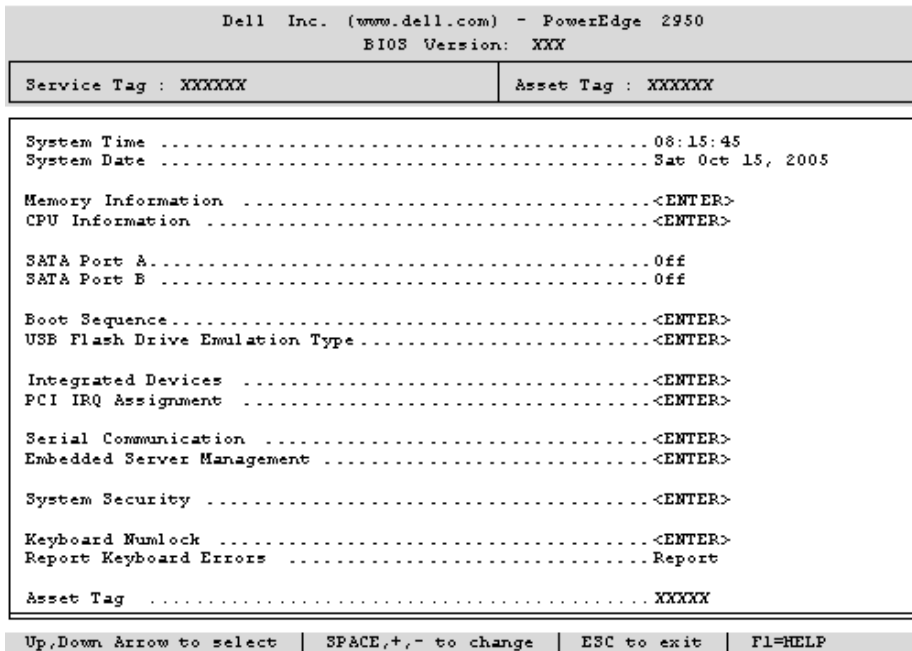 Dell Inc. (www.dell.com) - PowerEdge 2950
BIOS Version: XXX
Service Tag : XXXXXX
Asset Tag : XXXXXX
System Time ............................................. 08:15:45
System Date ............................................. Sat Oct 15, 2005
Memory Information ...................................... <ENTER>
CPU Information ......................................... <ENTER>
SATA Port A.............................................. Off
SATA Port B ............................................. Off
Boot Sequence............................................ <ENTER>
USB Flash Drive Emulation Type ........................... <ENTER>
Integrated Devices ...................................... <ENTER>
PCI IRQ Assignment ...................................... <ENTER>
Serial Communication .................................... <ENTER>
Embedded Server Management .............................. <ENTER>
System Security ......................................... <ENTER>
Keyboard Numlock ........................................ <ENTER>
Report Keyboard Errors .................................. Report
Asset Tag ............................................... XXXXX
Up,Down Arrow to select | SPACE,+,- to change | ESC to exit | F1=HELP